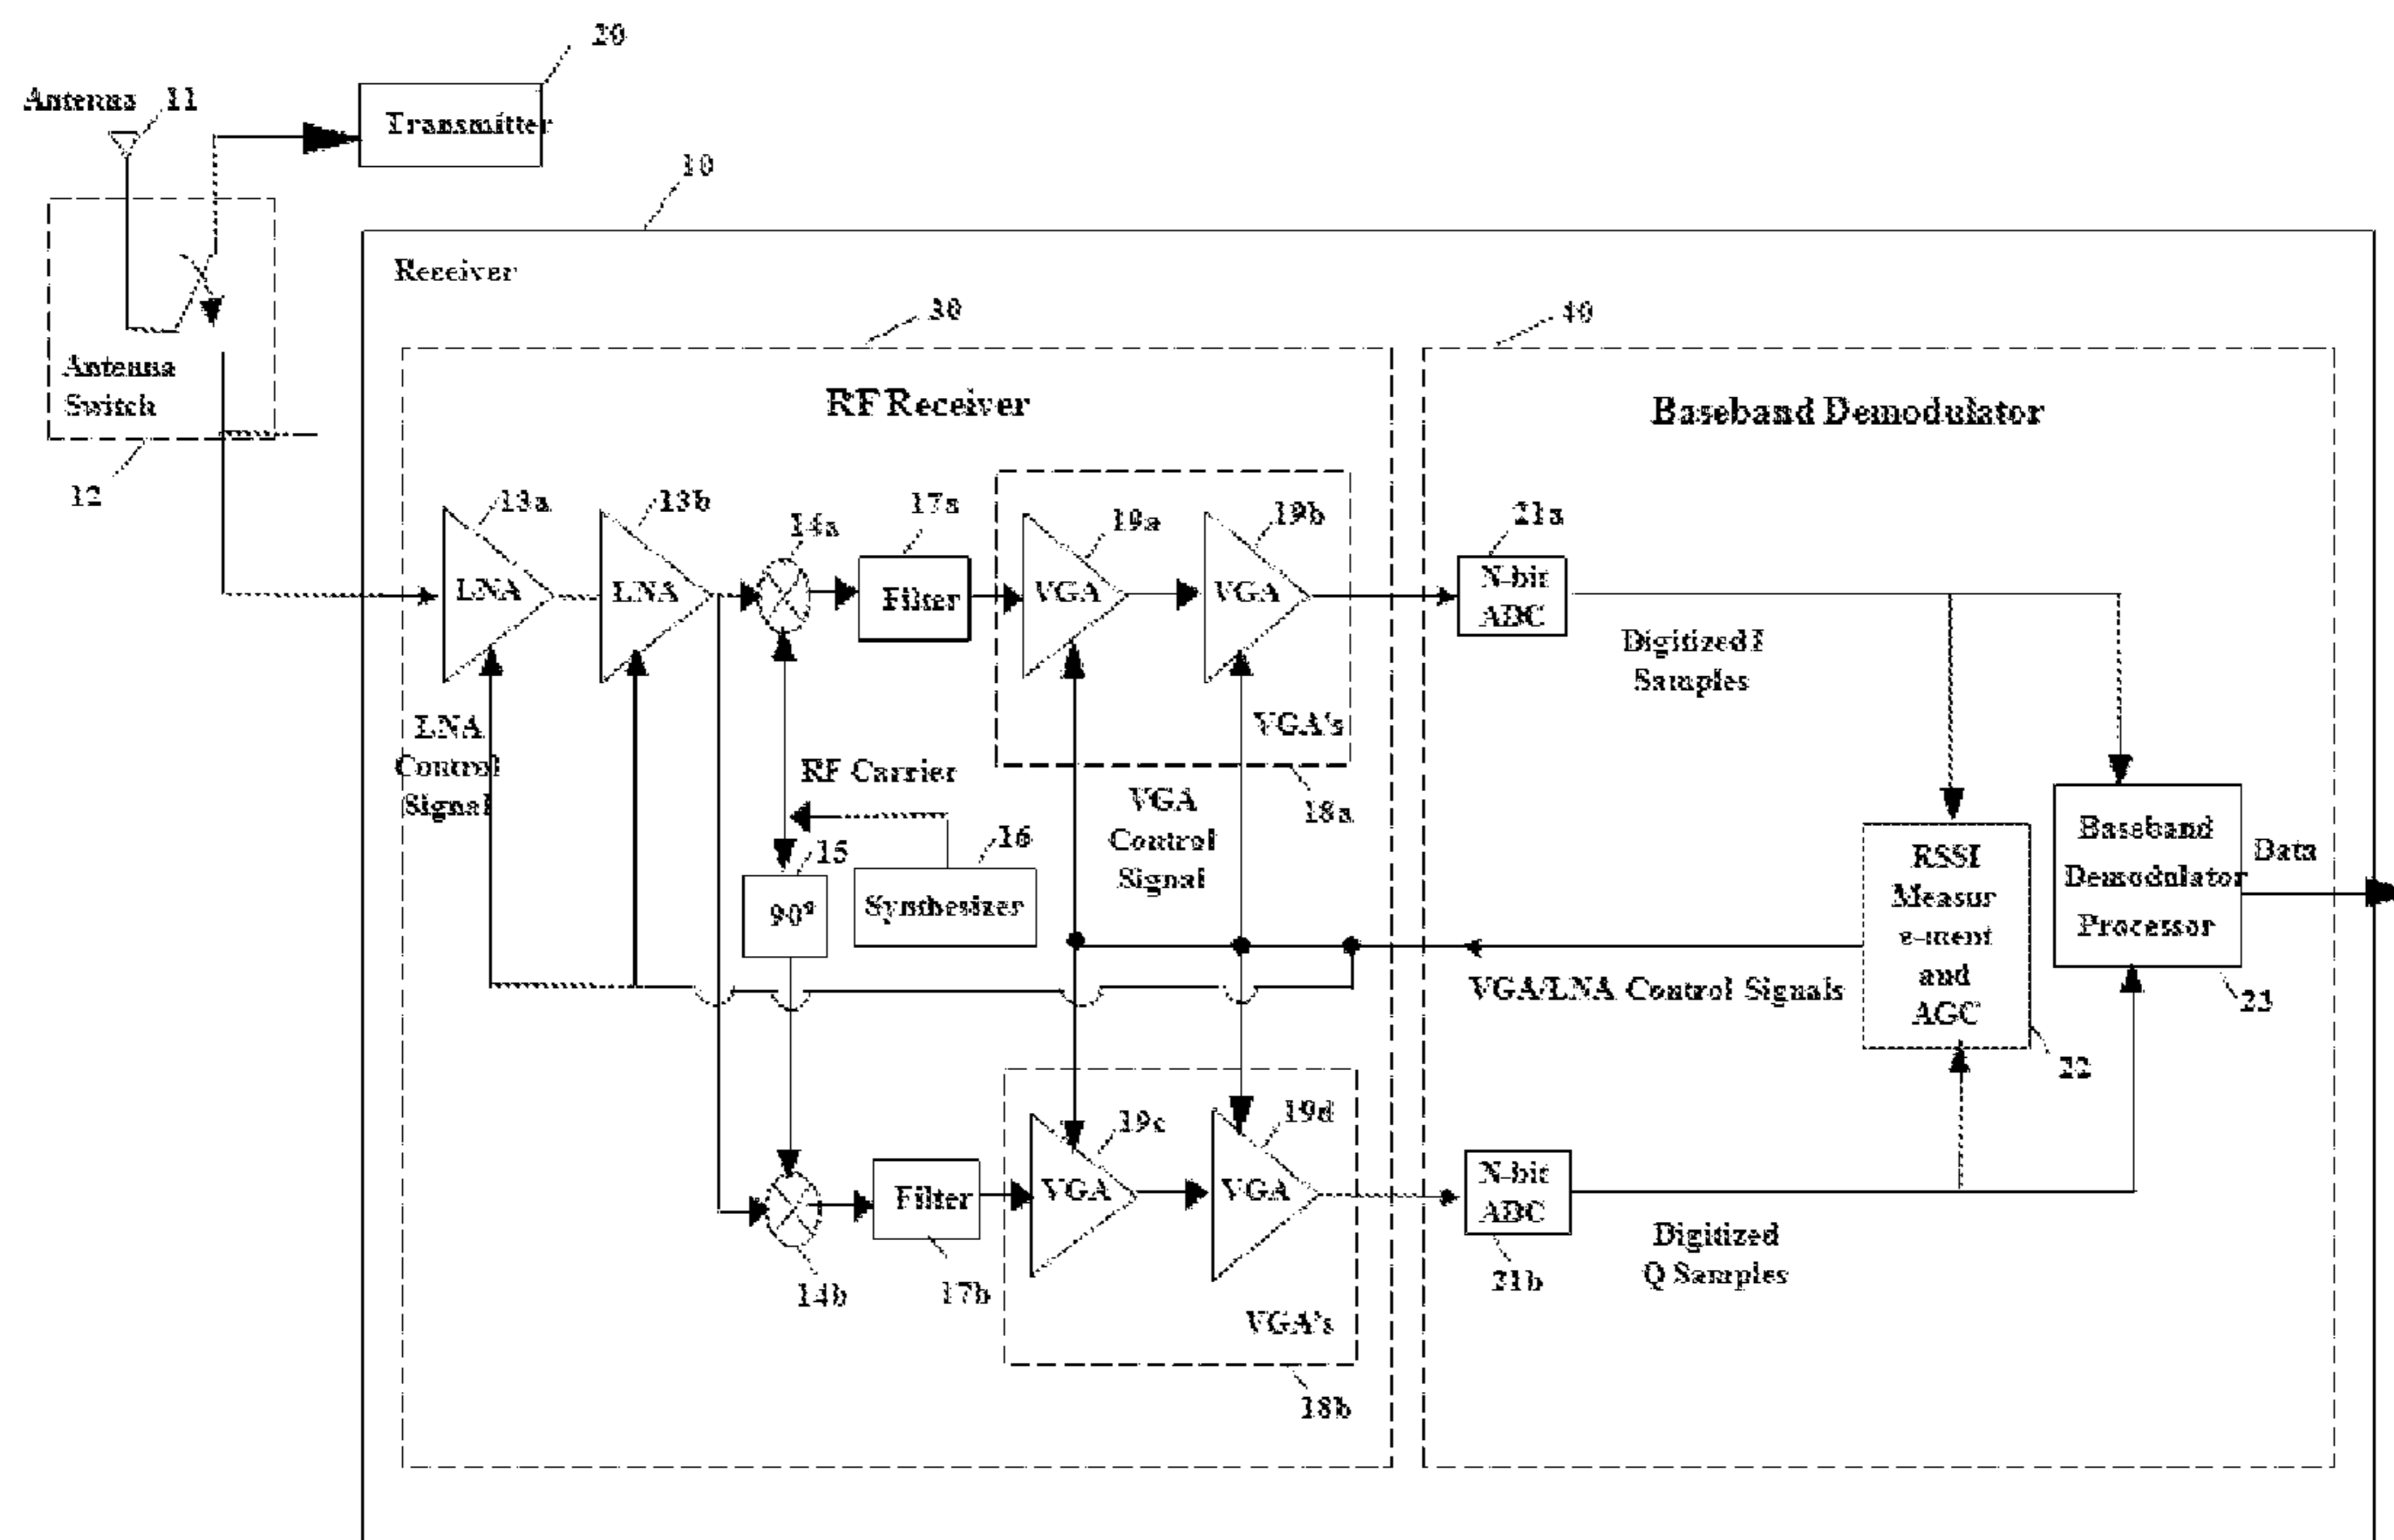 20
Antenna 11
Transmitter
10
Receiver
30
40
Antenna
Switch
RF Receiver
Baseband Demodulator
12
13a
13b
14a
17a
19a
19b
21a
LNA
LNA
Filter
VGA
VGA
N-bit
ADC
Digitized I
Samples
LNA
Control
Signal
VGA's
RF Carrier
VGA
Control
Signal
18a
15
16
90°
Synthesizer
RSSI
Measur
e-ment
and
AGC
Baseband
Demodulator
Processor
Data
VGA/LNA Control Signals
23
22
19c
19d
Filter
VGA
VGA
N-bit
ADC
14b
17b
21b
Digitized
Q Samples
VGA's
18b